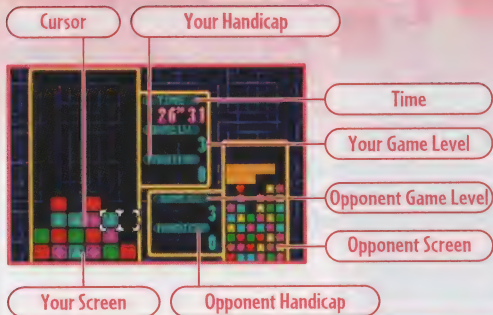 Cursor
Your Handicap
TIME
26 31
3
0
3
0
Time
Your Game Level
Opponent Game Level
Opponent Screen
Your Screen
Opponent Handicap